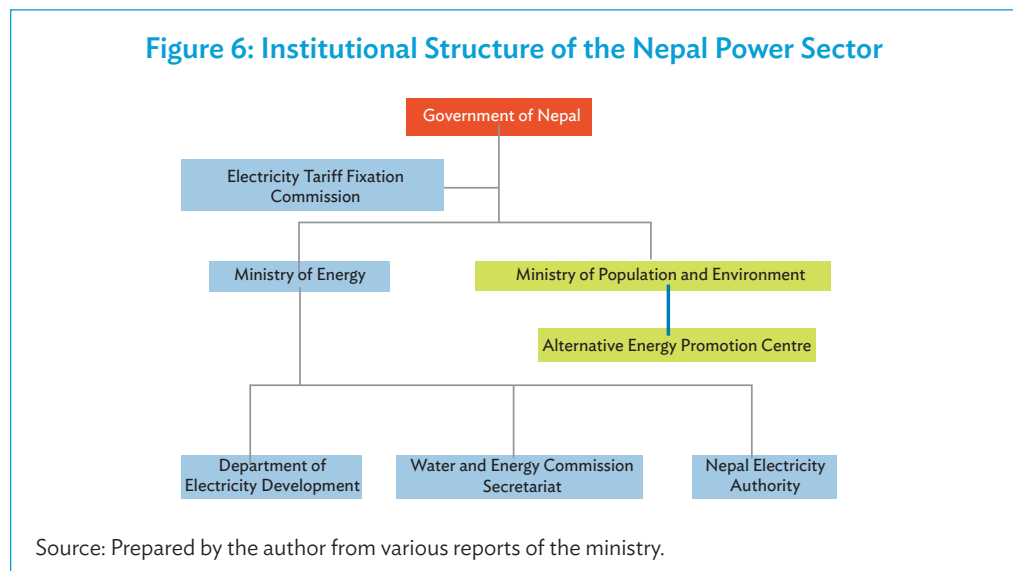 Figure 6: Institutional Structure of the Nepal Power Sector
Government of Nepal
Electricity Tariff Fixation
Commission
Ministry of Energy
Ministry of Population and Environment
Alternative Energy Promotion Centre
Department of
Electricity Development
Water and Energy Commission
Secretariat
Nepal Electricity
Authority
Source: Prepared by the author from various reports of the ministry.